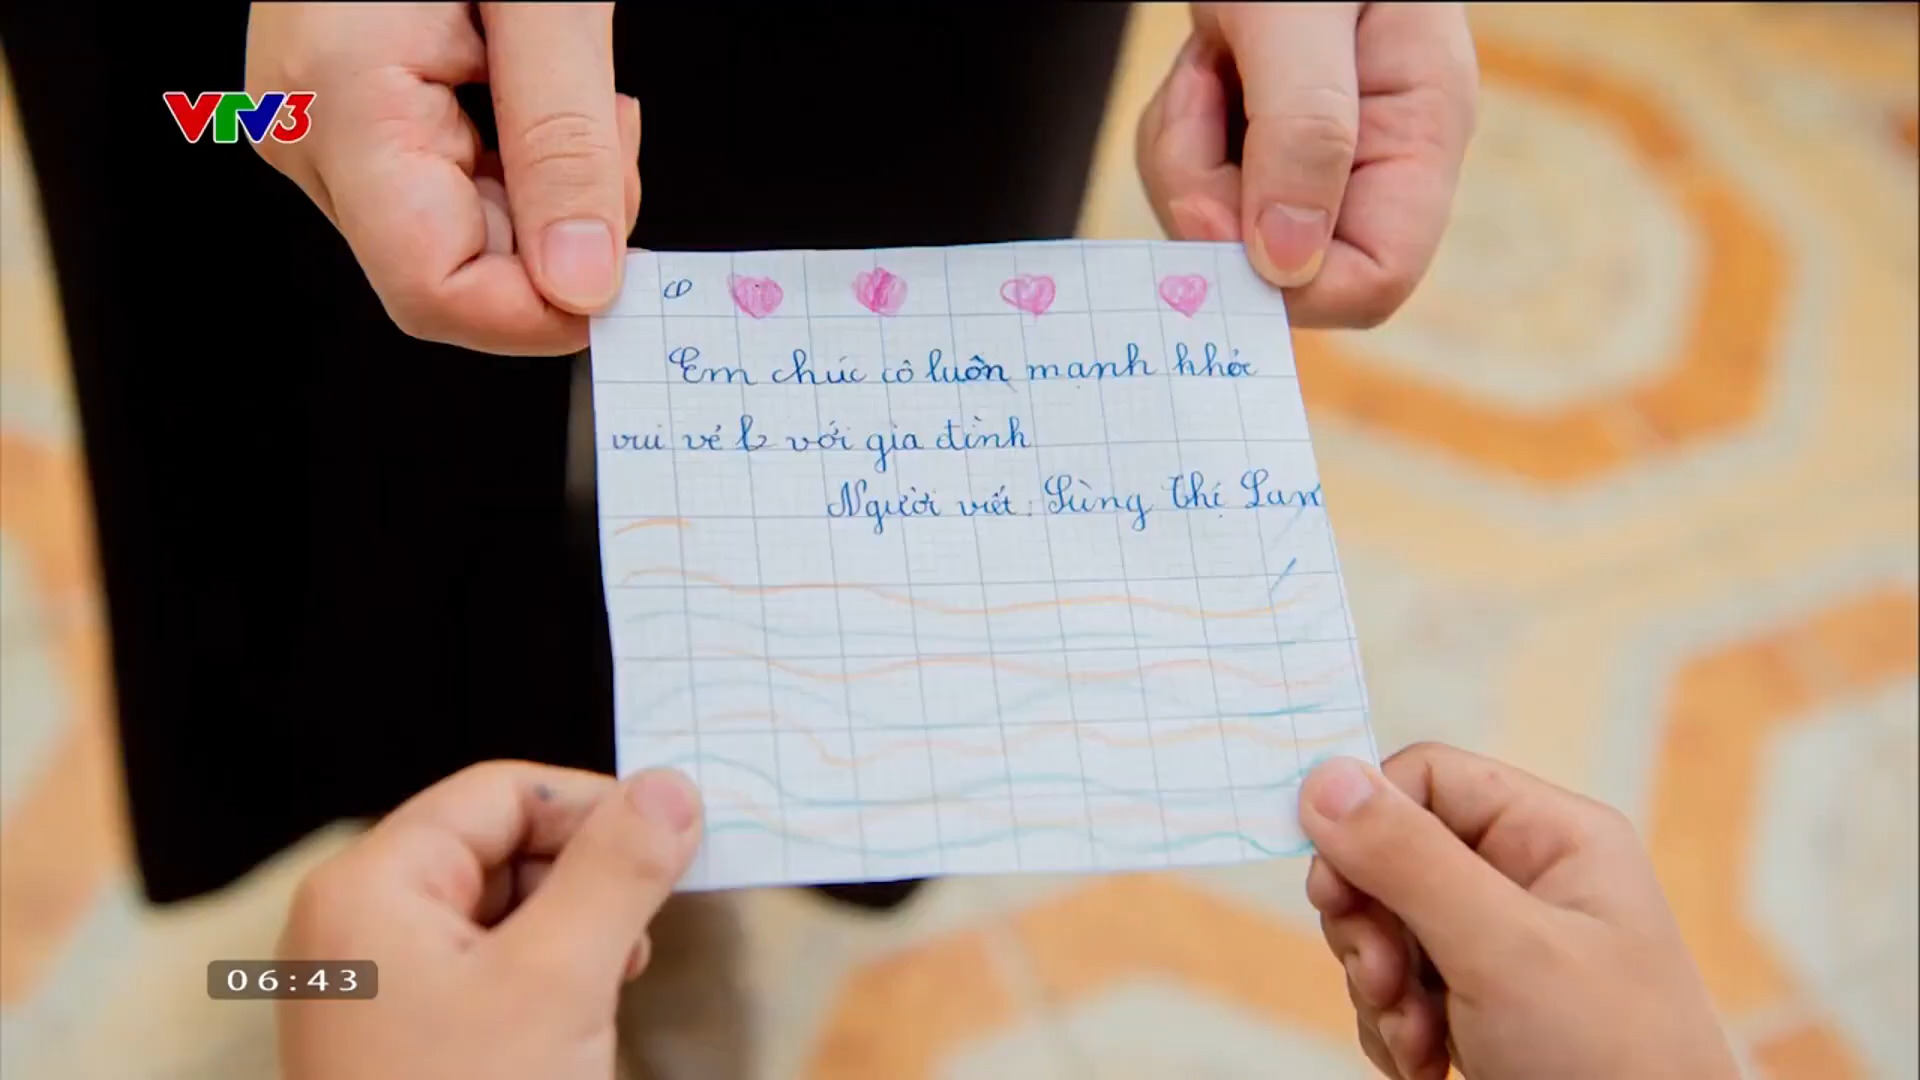 VTV3
Em chúc cô luôn mạnh khỏe
vui vẻ b với gia đình
Người viết: Sùng Thị Lan
06:43